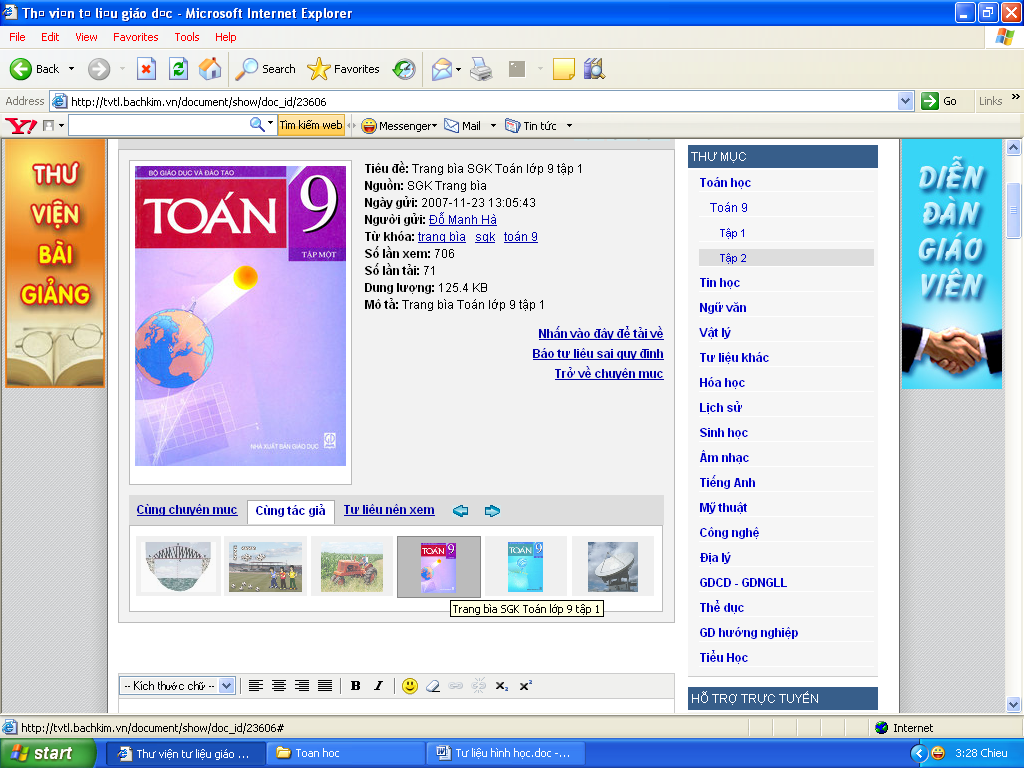 Thư viện tư liệu giáo dục - Microsoft Internet Explorer
File Edit View Favorites Tools Help
Back Search Favorites
Address http://tvtl.bachkim.vn/document/show/doc_id/23606 Go Links »
Y! Tìm kiếm web Messenger Mail Tin tức
THƯ
VIỆN
BÀI
GIẢNG
BỘ GIÁO DỤC VÀ ĐÀO TẠO
TOÁN 9
TẬP MỘT
NHÀ XUẤT BẢN GIÁO DỤC
Tiêu đề: Trang bìa SGK Toán lớp 9 tập 1
Nguồn: SGK Trang bìa
Ngày gửi: 2007-11-23 13:05:43
Người gửi: Đỗ Mạnh Hà
Từ khóa: trang bìa sgk toán 9
Số lần xem: 706
Số lần tải: 71
Dung lượng: 125.4 KB
Mô tả: Trang bìa Toán lớp 9 tập 1
Nhấn vào đây để tải về
Báo tư liệu sai quy định
Trở về chuyên mục
Cùng chuyên mục Cùng tác giả Tư liệu nên xem
TOÁN 9
TOÁN 9
Trang bìa SGK Toán lớp 9 tập 1
-- Kích thước chữ -- B I x₂ x²
THƯ MỤC
Toán học
Toán 9
Tập 1
Tập 2
Tin học
Ngữ văn
Vật lý
Tư liệu khác
Hóa học
Lịch sử
Sinh học
Âm nhạc
Tiếng Anh
Mỹ thuật
Công nghệ
Địa lý
GDCD - GDNGLL
Thể dục
GD hướng nghiệp
Tiểu Học
HỖ TRỢ TRỰC TUYẾN
DIỄN
ĐÀN
GIÁO
VIÊN
http://tvtl.bachkim.vn/document/show/doc_id/23606# Internet
start Thư viện tư liệu giáo ... Toan hoc Tư liệu hình học.doc -... 3:28 Chieu